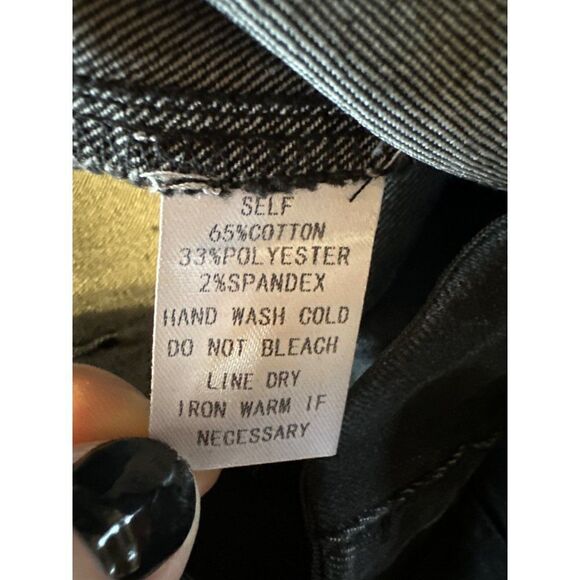 SELF
65%COTTON
33%POLYESTER
2%SPANDEX
HAND WASH COLD
DO NOT BLEACH
LINE DRY
IRON WARM IF
NECESSARY